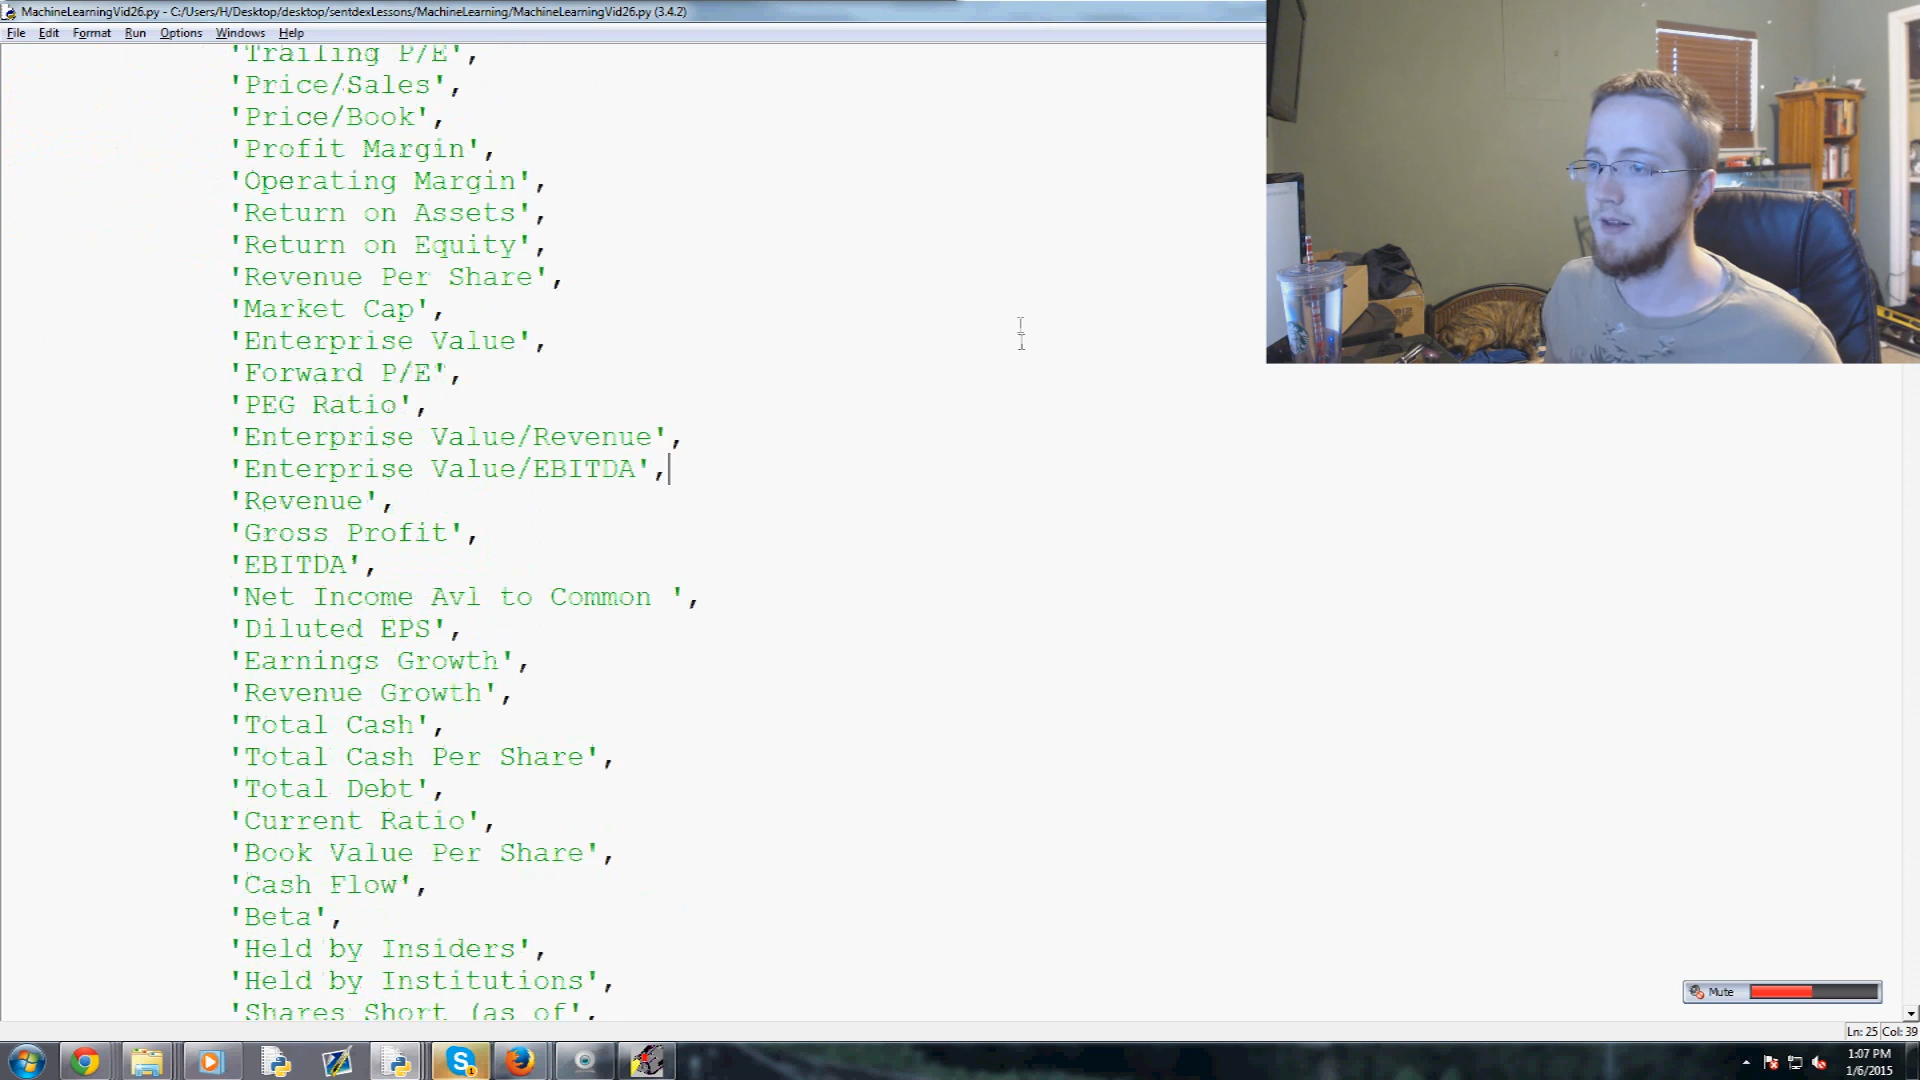 MachineLearningVid26.py - C:/Users/H/Desktop/desktop/sentdexLessons/MachineLearning/MachineLearningVid26.py (3.4.2)
File Edit Format Run Options Windows Help
'Trailing P/E',
'Price/Sales',
'Price/Book',
'Profit Margin',
'Operating Margin',
'Return on Assets',
'Return on Equity',
'Revenue Per Share',
'Market Cap',
'Enterprise Value',
'Forward P/E',
'PEG Ratio',
'Enterprise Value/Revenue',
'Enterprise Value/EBITDA',
'Revenue',
'Gross Profit',
'EBITDA',
'Net Income Avl to Common ',
'Diluted EPS',
'Earnings Growth',
'Revenue Growth',
'Total Cash',
'Total Cash Per Share',
'Total Debt',
'Current Ratio',
'Book Value Per Share',
'Cash Flow',
'Beta',
'Held by Insiders',
'Held by Institutions',
'Shares Short (as of',
Mute
Ln: 25 Col: 39
1:07 PM
1/6/2015